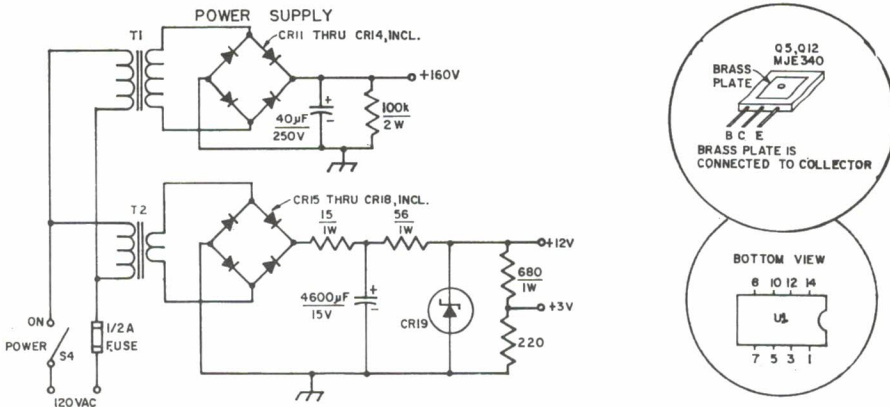 POWER SUPPLY
T1
CR11 THRU CR14,INCL.
+160V
+
40µF
250V
-
100k
2W
T2
CR15 THRU CR18,INCL.
15
1W
56
1W
+12V
680
1W
+
4600µF
15V
-
CR19
+3V
220
ON
POWER
S4
1/2A
FUSE
120VAC
Q5,Q12
MJE340
BRASS
PLATE
B C E
BRASS PLATE IS
CONNECTED TO COLLECTOR
BOTTOM VIEW
8 10 12 14
U1
7 5 3 1